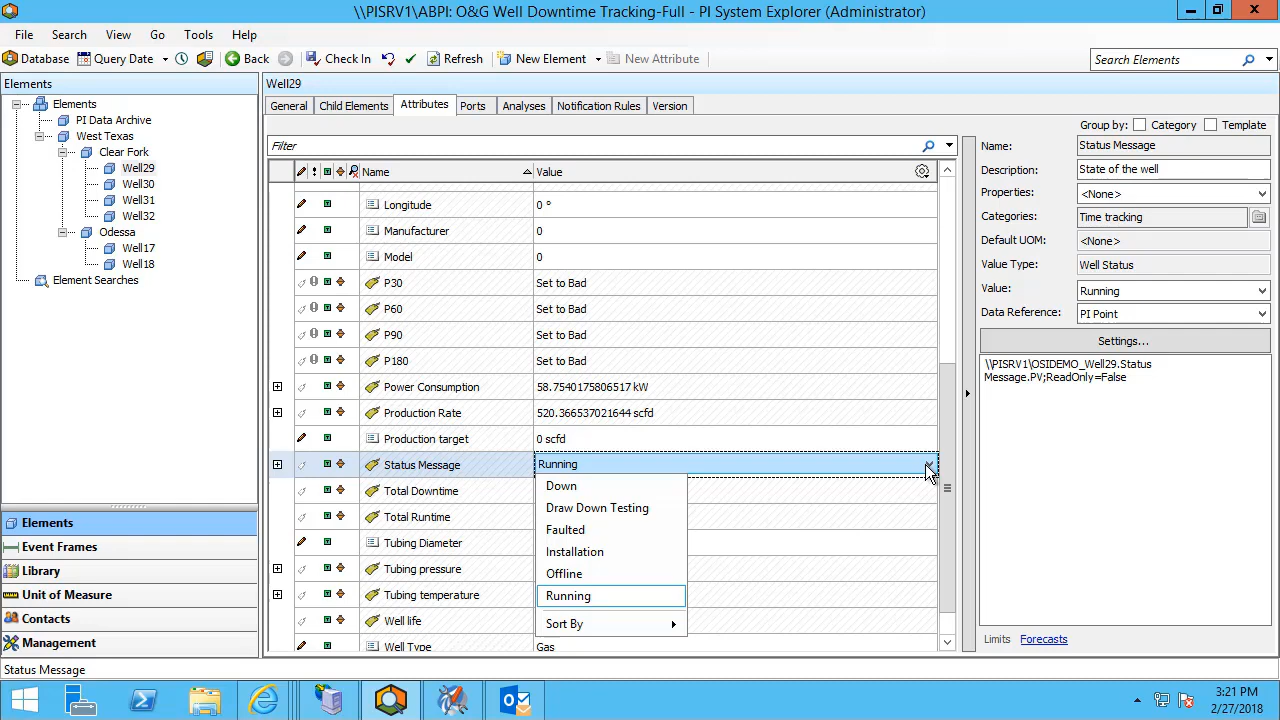 \\PISRV1\ABPI: O&G Well Downtime Tracking-Full - PI System Explorer (Administrator)
File Search View Go Tools Help
Database Query Date Back Check In Refresh New Element New Attribute Search Elements
Elements
Elements
PI Data Archive
West Texas
Clear Fork
Well29
Well30
Well31
Well32
Odessa
Well17
Well18
Element Searches
Elements
Event Frames
Library
Unit of Measure
Contacts
Management
Well29
General Child Elements Attributes Ports Analyses Notification Rules Version
Filter
Name Value
Longitude 0 °
Manufacturer 0
Model 0
P30 Set to Bad
P60 Set to Bad
P90 Set to Bad
P180 Set to Bad
Power Consumption 58.7540175806517 kW
Production Rate 520.366537021644 scfd
Production target 0 scfd
Status Message Running
Total Downtime
Total Runtime
Tubing Diameter
Tubing pressure
Tubing temperature
Well life
Well Type Gas
Down
Draw Down Testing
Faulted
Installation
Offline
Running
Sort By
Group by: Category Template
Name: Status Message
Description: State of the well
Properties: <None>
Categories: Time tracking
Default UOM: <None>
Value Type: Well Status
Value: Running
Data Reference: PI Point
Settings...
\\PISRV1\OSIDEMO_Well29.Status
Message.PV;ReadOnly=False
Limits Forecasts
Status Message
3:21 PM
2/27/2018